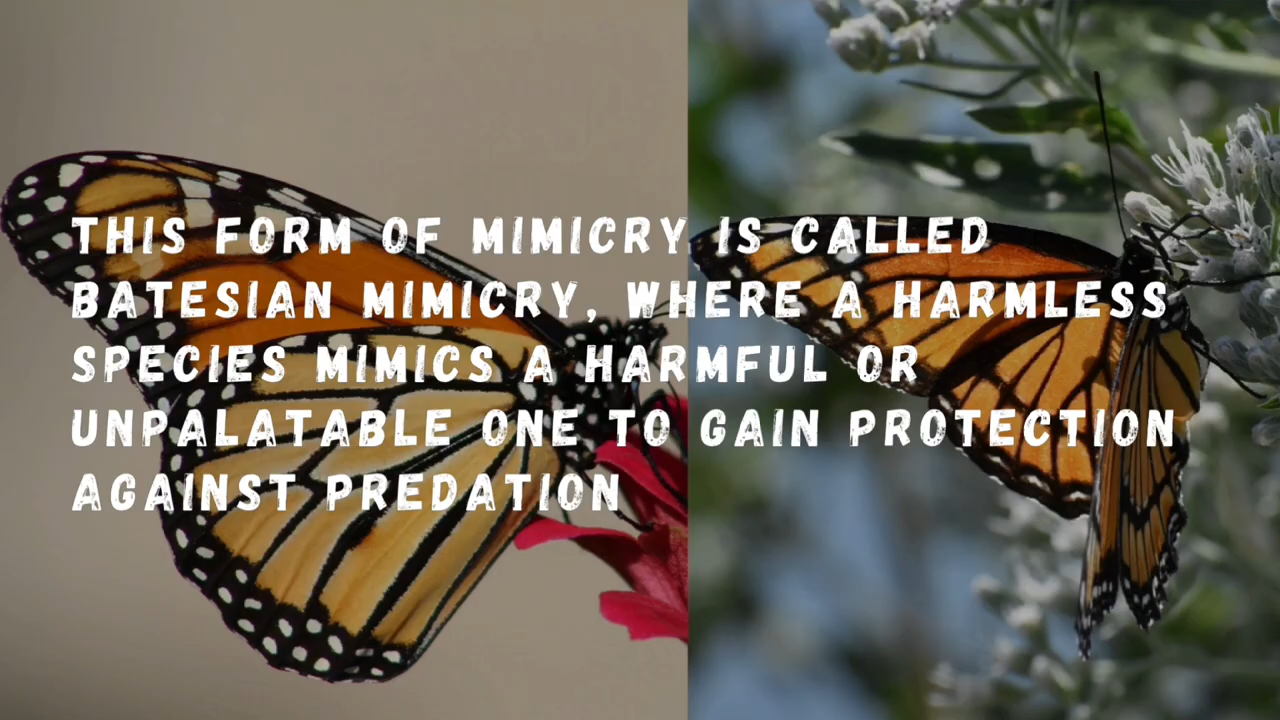 THIS FORM OF MIMICRY IS CALLED
BATESIAN MIMICRY, WHERE A HARMLESS
SPECIES MIMICS A HARMFUL OR
UNPALATABLE ONE TO GAIN PROTECTION
AGAINST PREDATION